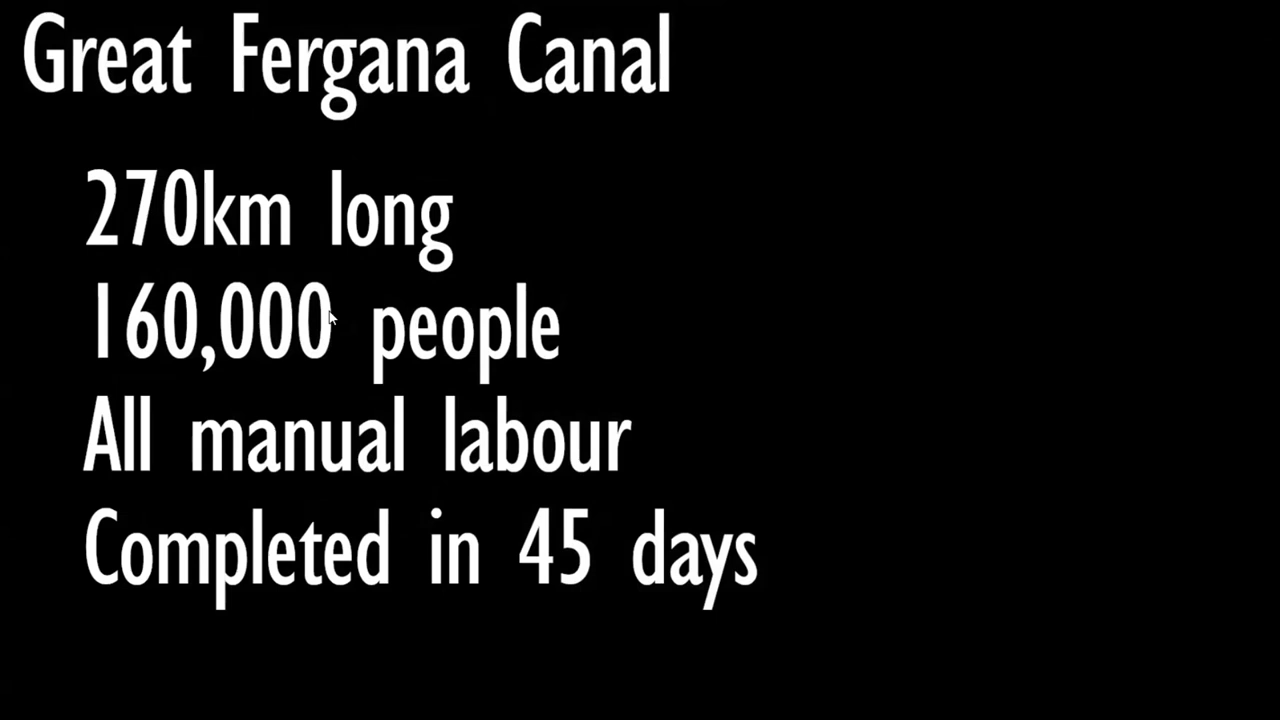 Great Fergana Canal
270km long
160,000 people
All manual labour
Completed in 45 days